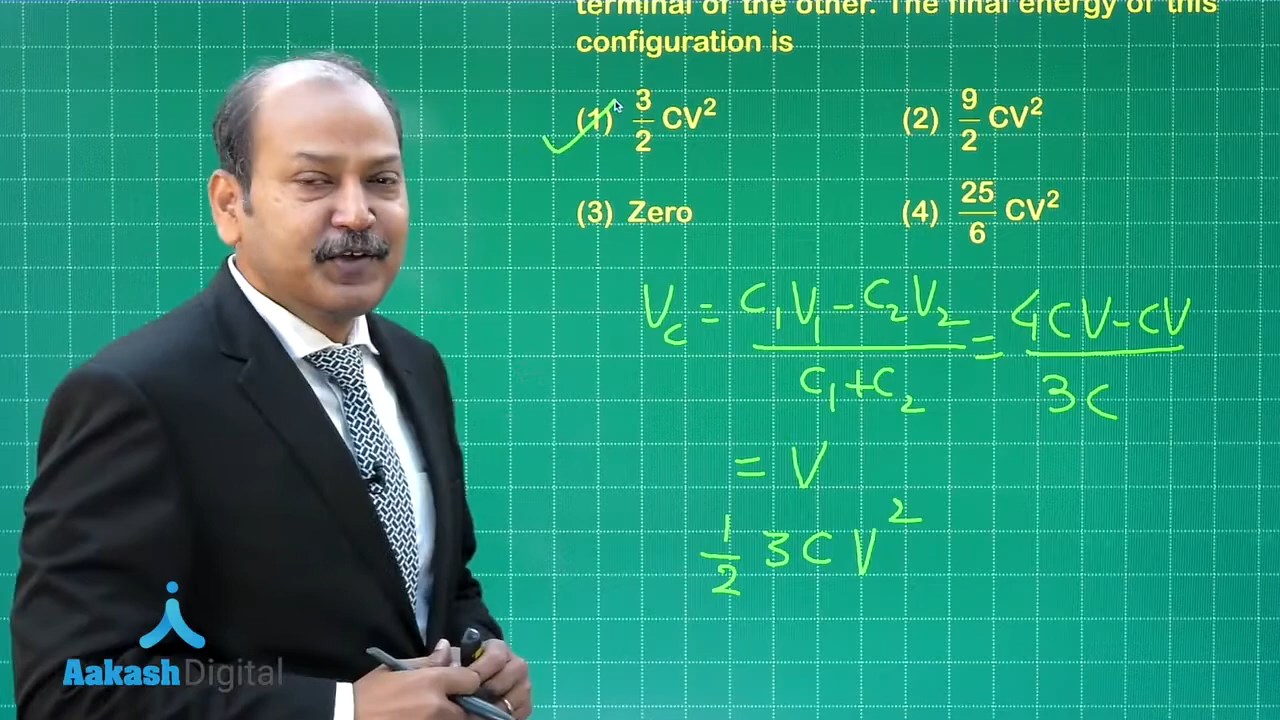 terminal of the other. The final energy of this
configuration is
(1) 3/2 CV²
(2) 9/2 CV²
(3) Zero
(4) 25/6 CV²
V_C = (C₁V₁ - C₂V₂)/(C₁+C₂) = (4CV-CV)/3C
= V
1/2 3CV²
Aakash Digital